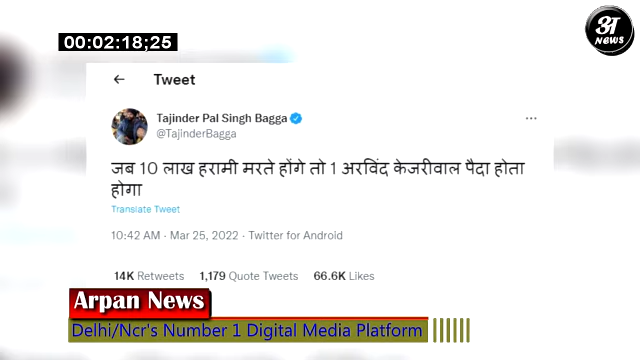 अ
NEWS
00:02:18;25
Tweet
Tajinder Pal Singh Bagga
@TajinderBagga
जब 10 लाख हरामी मरते होंगे तो 1 अरविंद केजरीवाल पैदा होता
होगा
Translate Tweet
10:42 AM · Mar 25, 2022 · Twitter for Android
14K Retweets 1,179 Quote Tweets 66.6K Likes
Arpan News
Delhi/Ncr's Number 1 Digital Media Platform